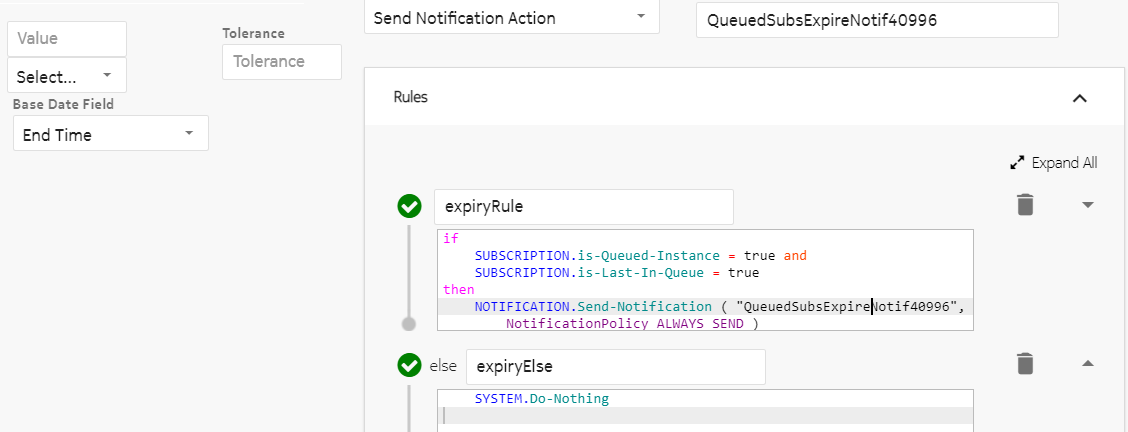 Value
Select...
Base Date Field
End Time
Tolerance
Tolerance
Send Notification Action
QueuedSubsExpireNotif40996
Rules
Expand All
expiryRule
if
SUBSCRIPTION.is-Queued-Instance = true and
SUBSCRIPTION.is-Last-In-Queue = true
then
NOTIFICATION.Send-Notification ( "QueuedSubsExpireNotif40996",
NotificationPolicy ALWAYS SEND )
else
expiryElse
SYSTEM.Do-Nothing